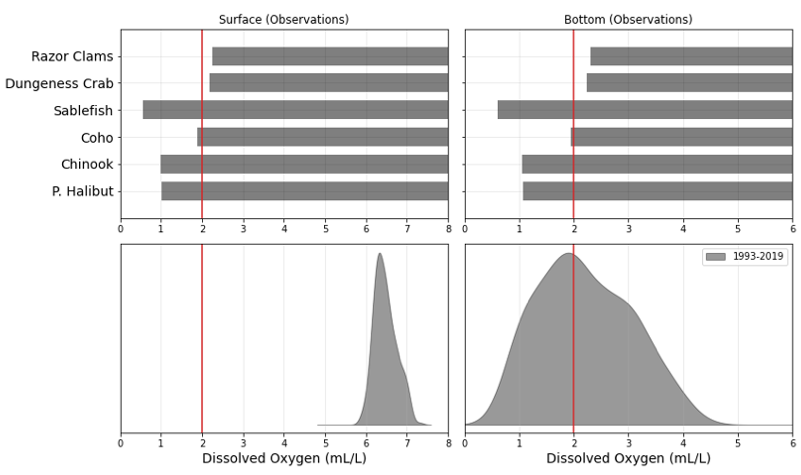 Surface (Observations)
Bottom (Observations)
Razor Clams
Dungeness Crab
Sablefish
Coho
Chinook
P. Halibut
0 1 2 3 4 5 6 7 8
0 1 2 3 4 5 6
1993-2019
0 1 2 3 4 5 6 7 8
0 1 2 3 4 5 6
Dissolved Oxygen (mL/L)
Dissolved Oxygen (mL/L)